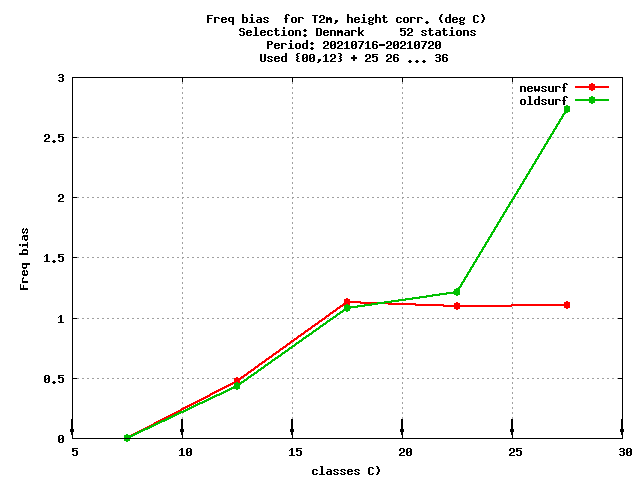 Freq bias  for T2m, height corr. (deg C)
Selection: Denmark     52 stations
Period: 20210716-20210720
Used {00,12} + 25 26 ... 36
newsurf
oldsurf
3
2.5
2
1.5
1
0.5
0
Freq bias
5 10 15 20 25 30
classes C)